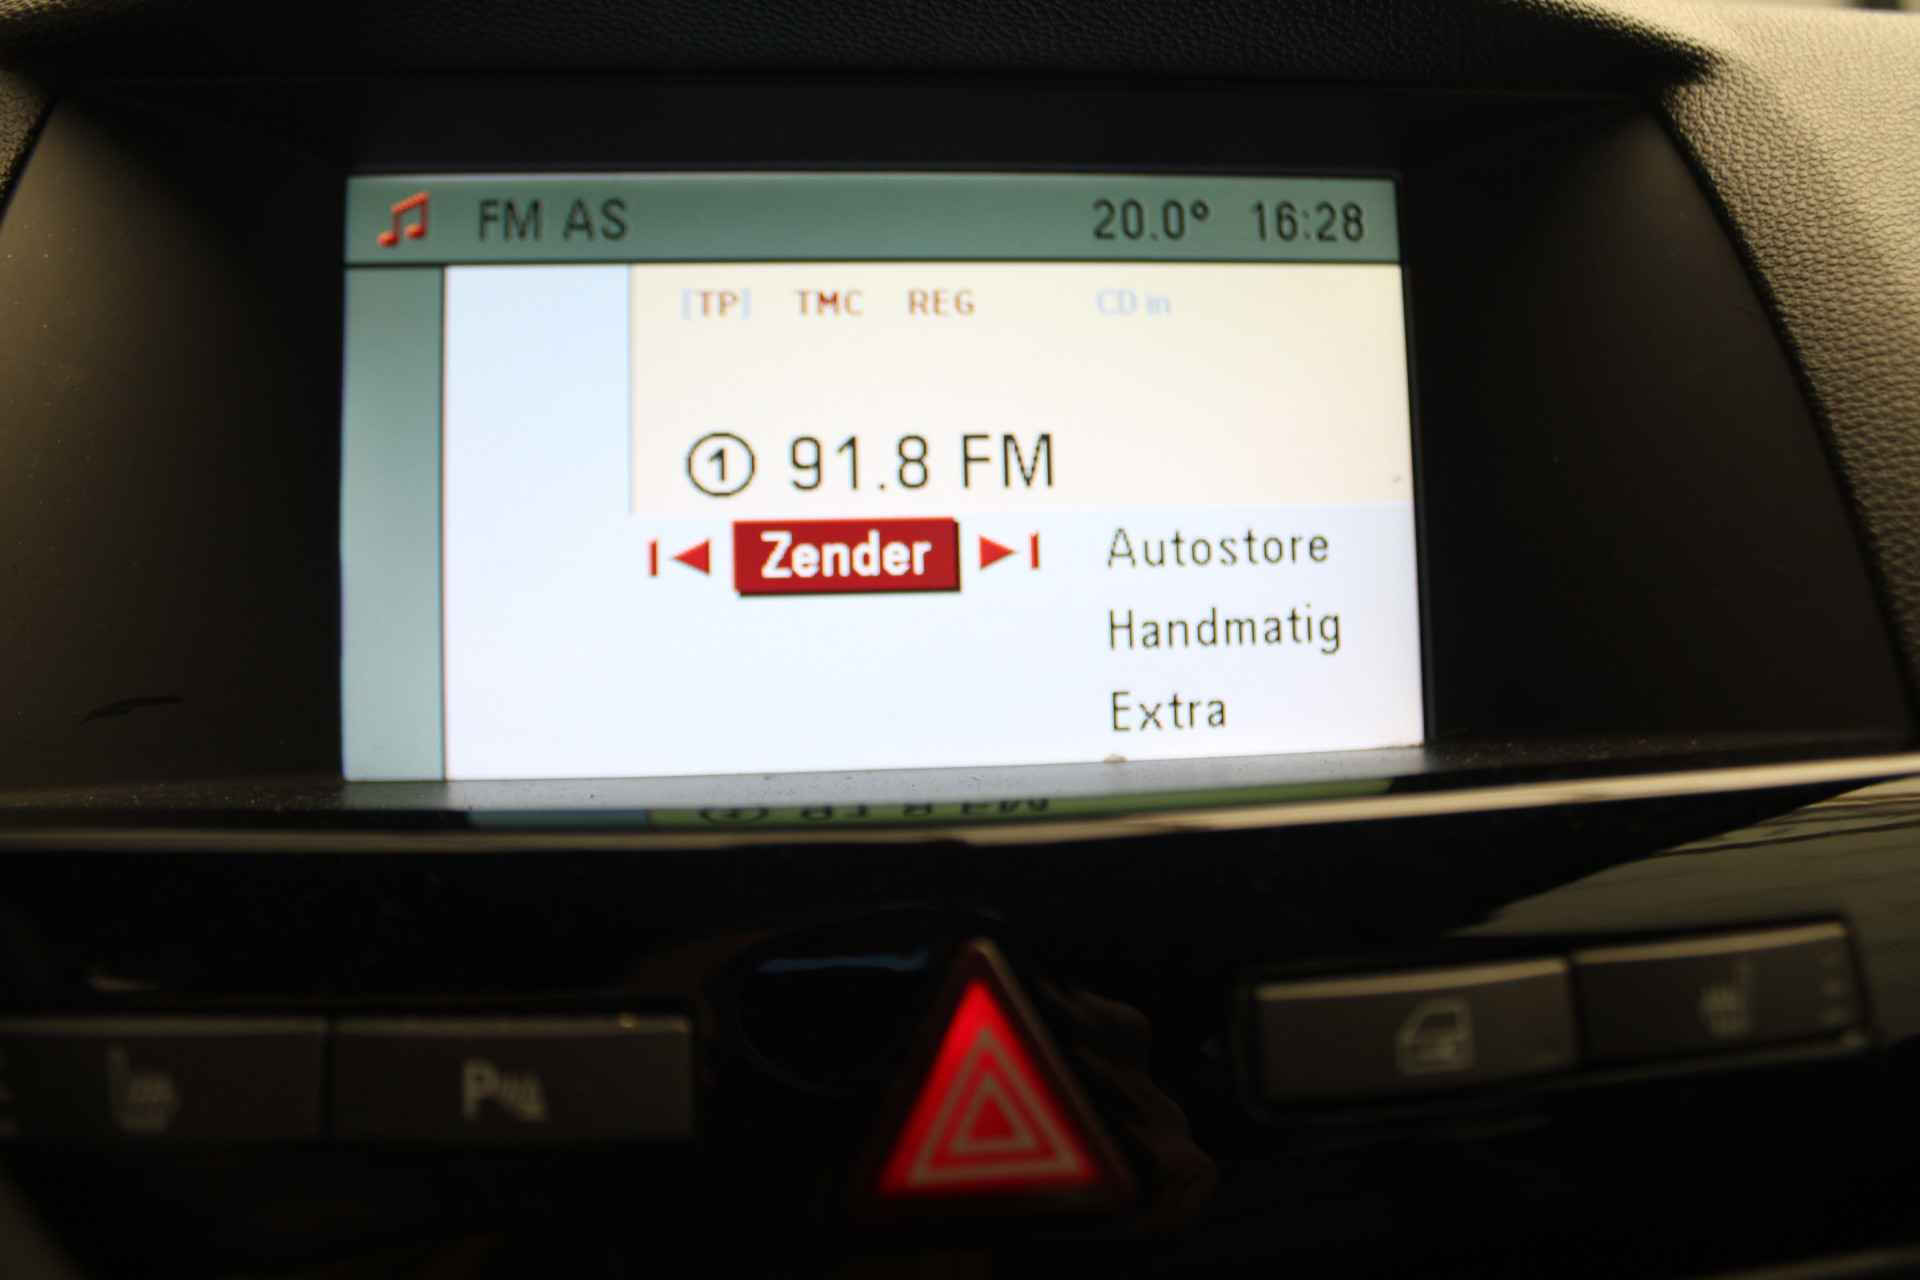 FM AS 20.0° 16:28
[TP] TMC REG CD in
1 91.8 FM
Zender Autostore
Handmatig
Extra
P